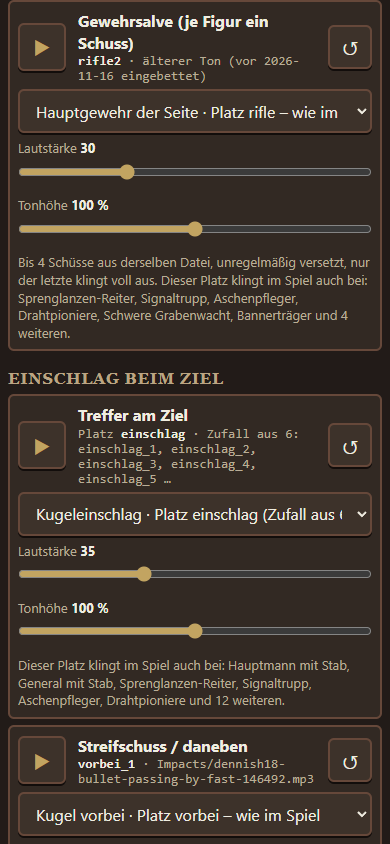 Gewehrsalve (je Figur ein
Schuss)
rifle2 · älterer Ton (vor 2026-
11-16 eingebettet)
Hauptgewehr der Seite · Platz rifle – wie im
Lautstärke 30
Tonhöhe 100 %
Bis 4 Schüsse aus derselben Datei, unregelmäßig versetzt, nur
der letzte klingt voll aus. Dieser Platz klingt im Spiel auch bei:
Sprenglanzen-Reiter, Signaltrupp, Aschenpfleger,
Drahtpioniere, Schwere Grabenwacht, Bannerträger und 4
weiteren.
EINSCHLAG BEIM ZIEL
Treffer am Ziel
Platz einschlag · Zufall aus 6:
einschlag_1, einschlag_2,
einschlag_3, einschlag_4,
einschlag_5 …
Kugeleinschlag · Platz einschlag (Zufall aus 6
Lautstärke 35
Tonhöhe 100 %
Dieser Platz klingt im Spiel auch bei: Hauptmann mit Stab,
General mit Stab, Sprenglanzen-Reiter, Signaltrupp,
Aschenpfleger, Drahtpioniere und 12 weiteren.
Streifschuss / daneben
vorbei_1 · Impacts/dennish18-
bullet-passing-by-fast-146492.mp3
Kugel vorbei · Platz vorbei – wie im Spiel